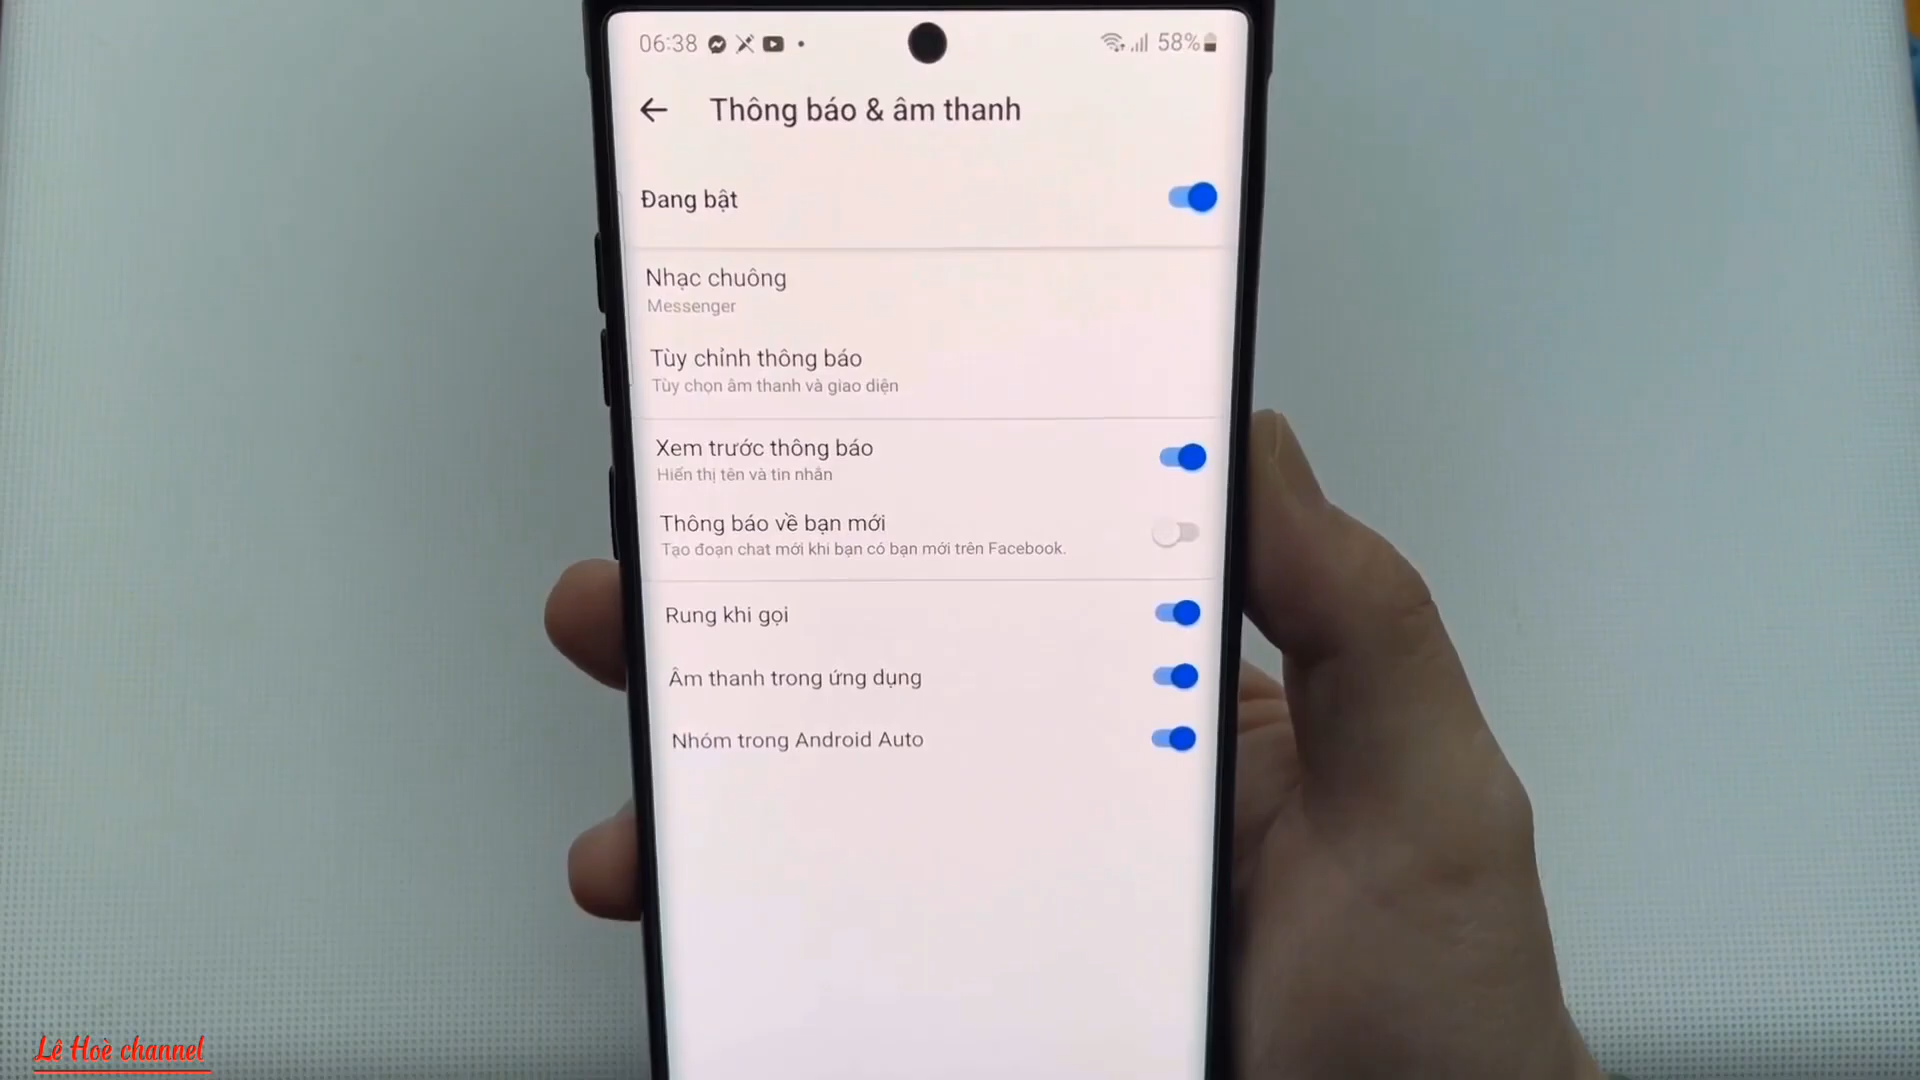 06:38
58%
Thông báo & âm thanh
Đang bật
Nhạc chuông
Messenger
Tùy chỉnh thông báo
Tùy chọn âm thanh và giao diện
Xem trước thông báo
Hiển thị tên và tin nhắn
Thông báo về bạn mới
Tạo đoạn chat mới khi bạn có bạn mới trên Facebook.
Rung khi gọi
Âm thanh trong ứng dụng
Nhóm trong Android Auto
Lê Hoè channel